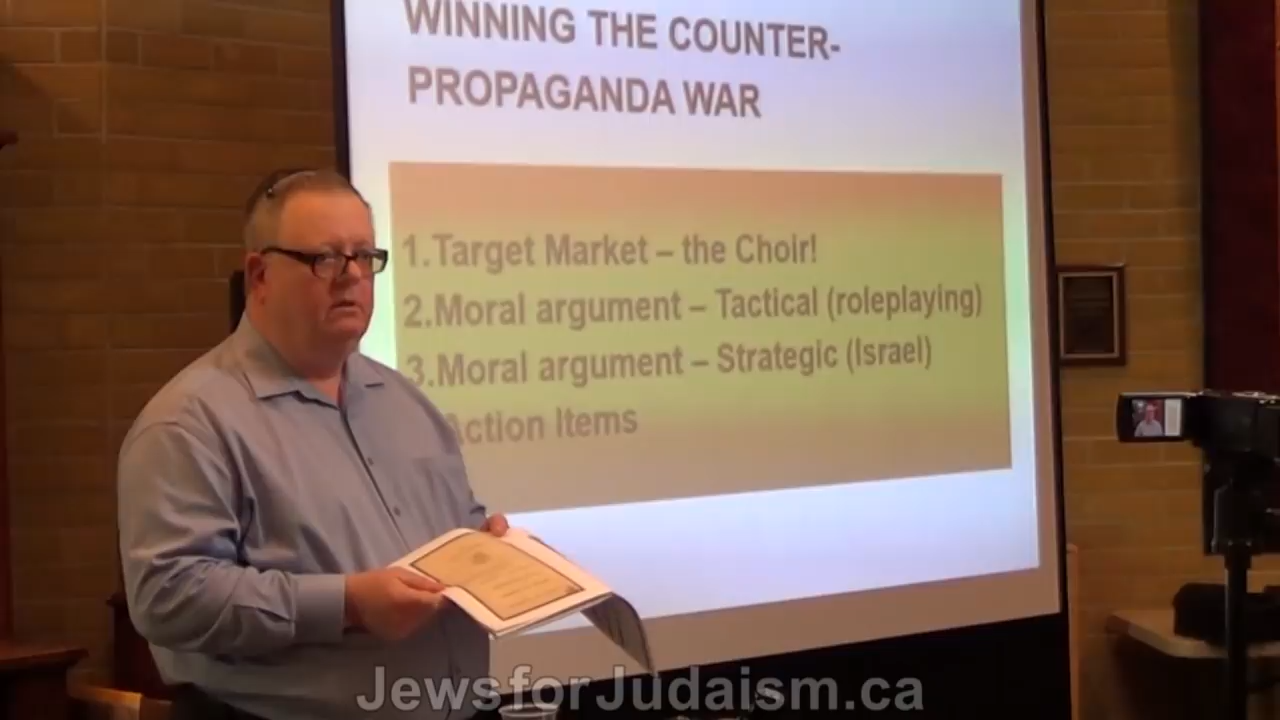 WINNING THE COUNTER-
PROPAGANDA WAR
1.Target Market – the Choir!
2.Moral argument – Tactical (roleplaying)
3.Moral argument – Strategic (Israel)
Action Items
JewsforJudaism.ca